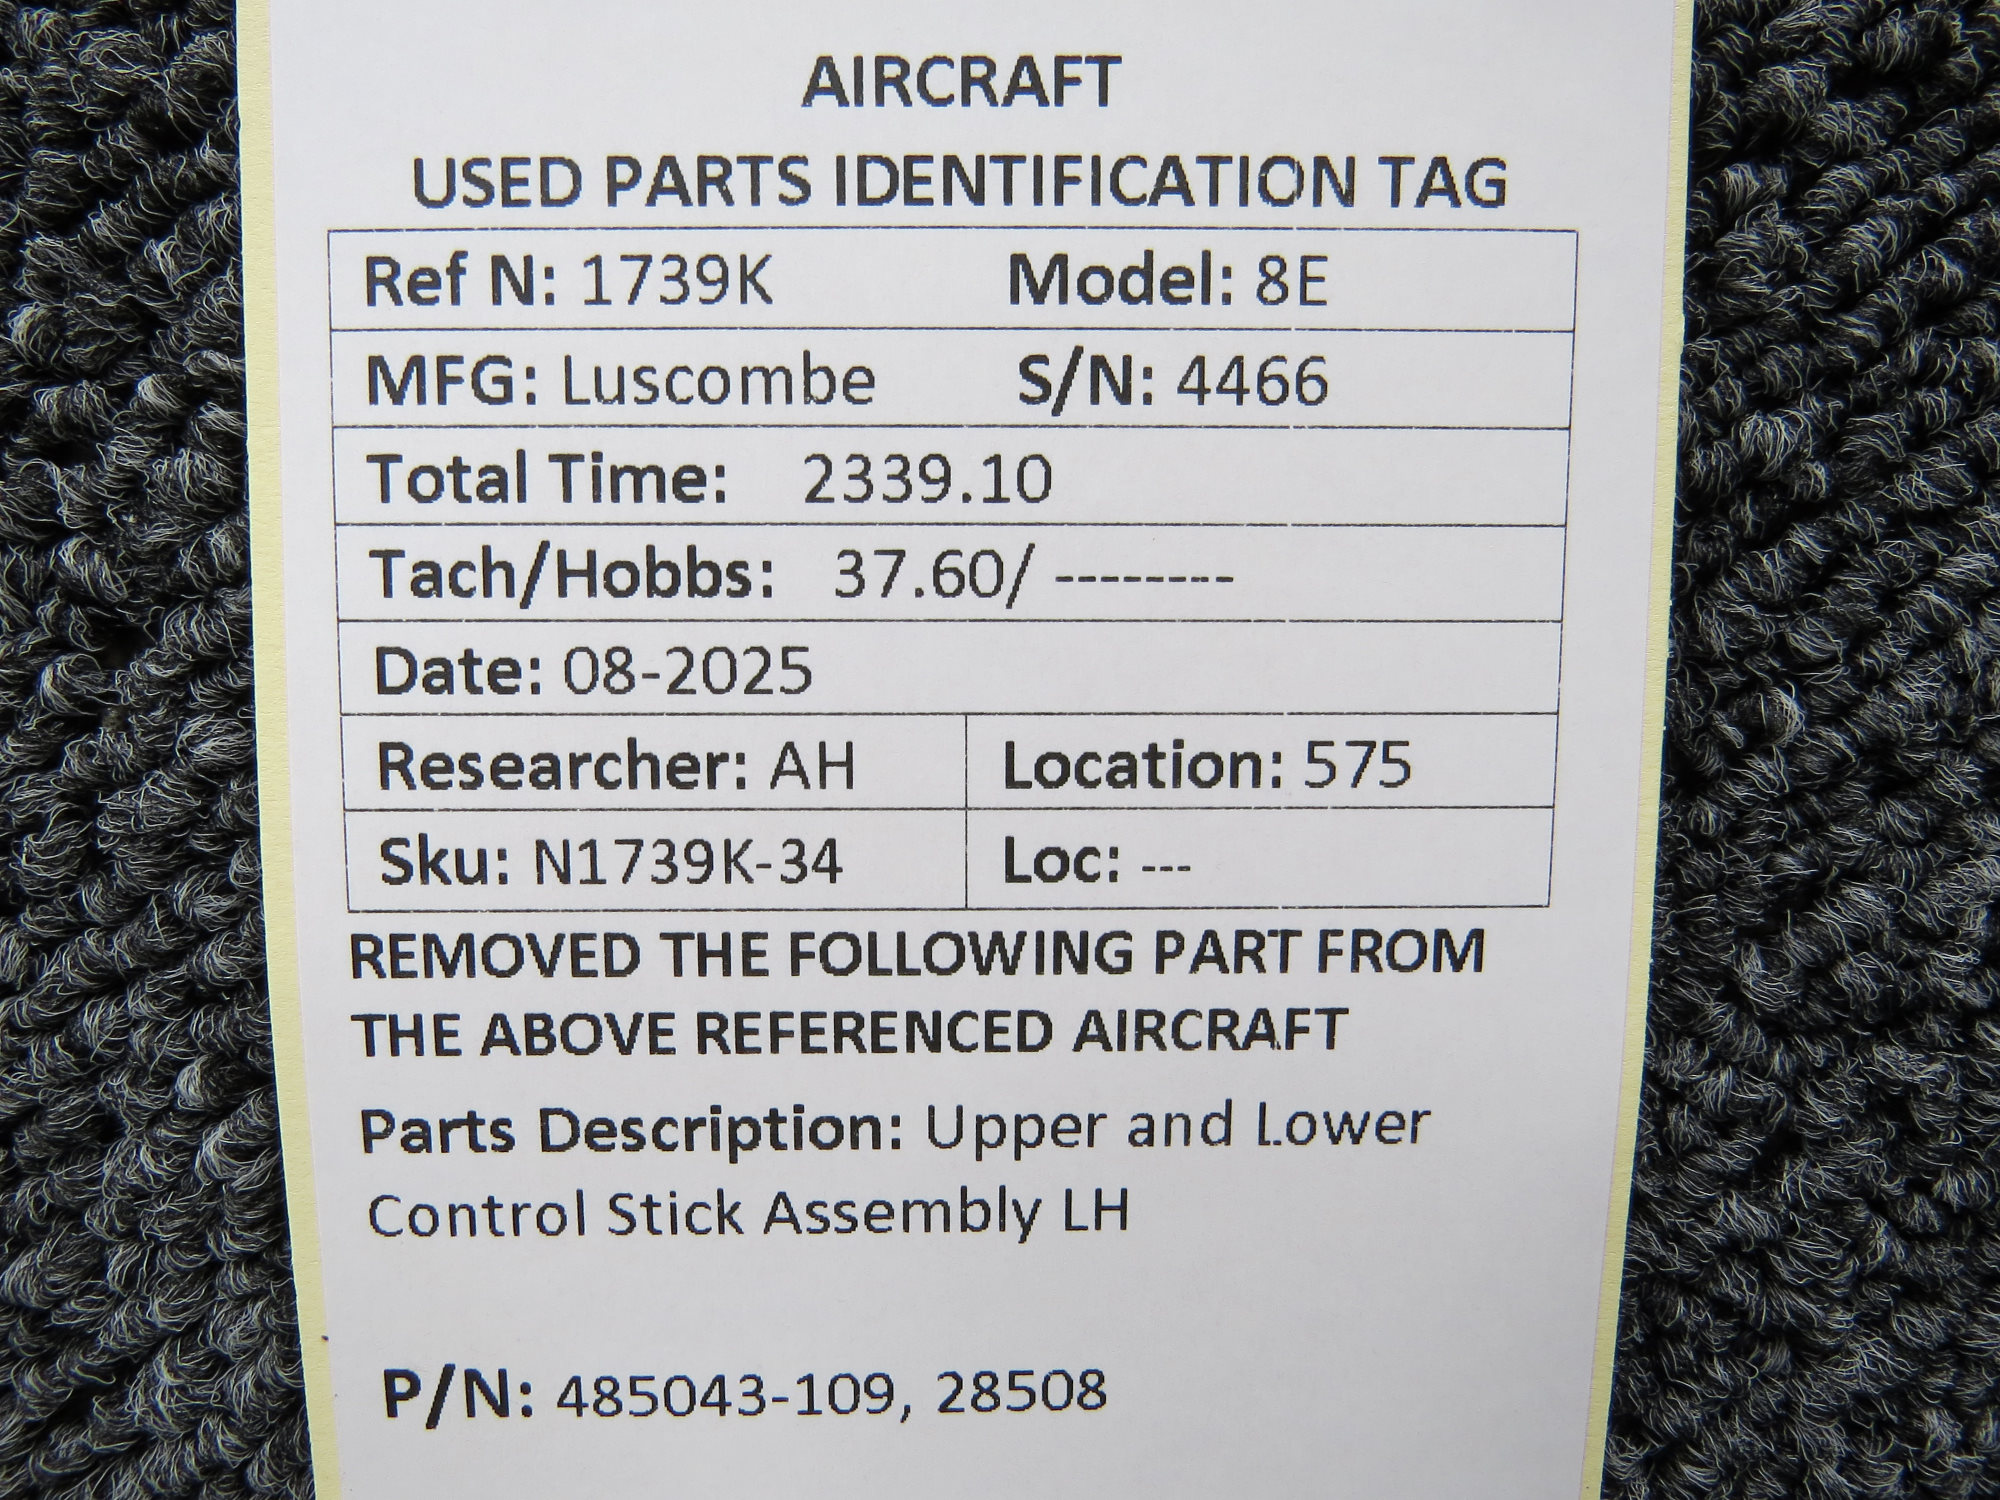 AIRCRAFT
USED PARTS IDENTIFICATION TAG
Ref N: 1739K Model: 8E
MFG: Luscombe S/N: 4466
Total Time: 2339.10
Tach/Hobbs: 37.60/ --------
Date: 08-2025
Researcher: AH Location: 575
Sku: N1739K-34 Loc: ---
REMOVED THE FOLLOWING PART FROM
THE ABOVE REFERENCED AIRCRAFT
Parts Description: Upper and Lower
Control Stick Assembly LH
P/N: 485043-109, 28508